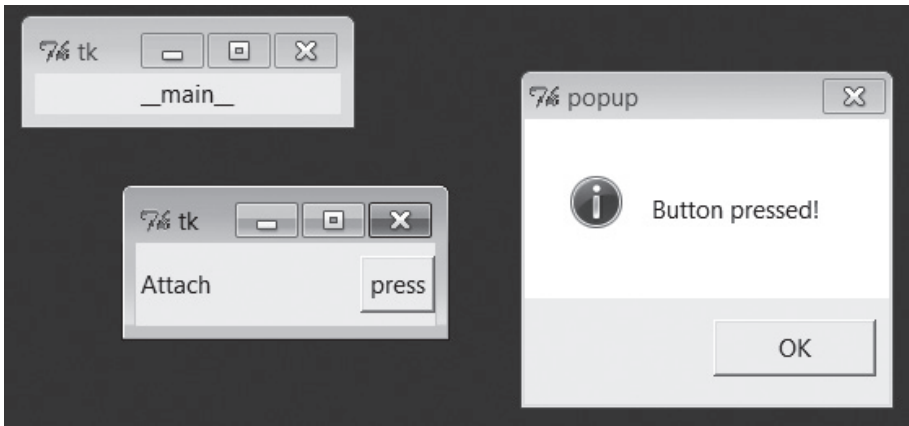 tk
__main__
popup
Button pressed!
OK
tk
Attach
press